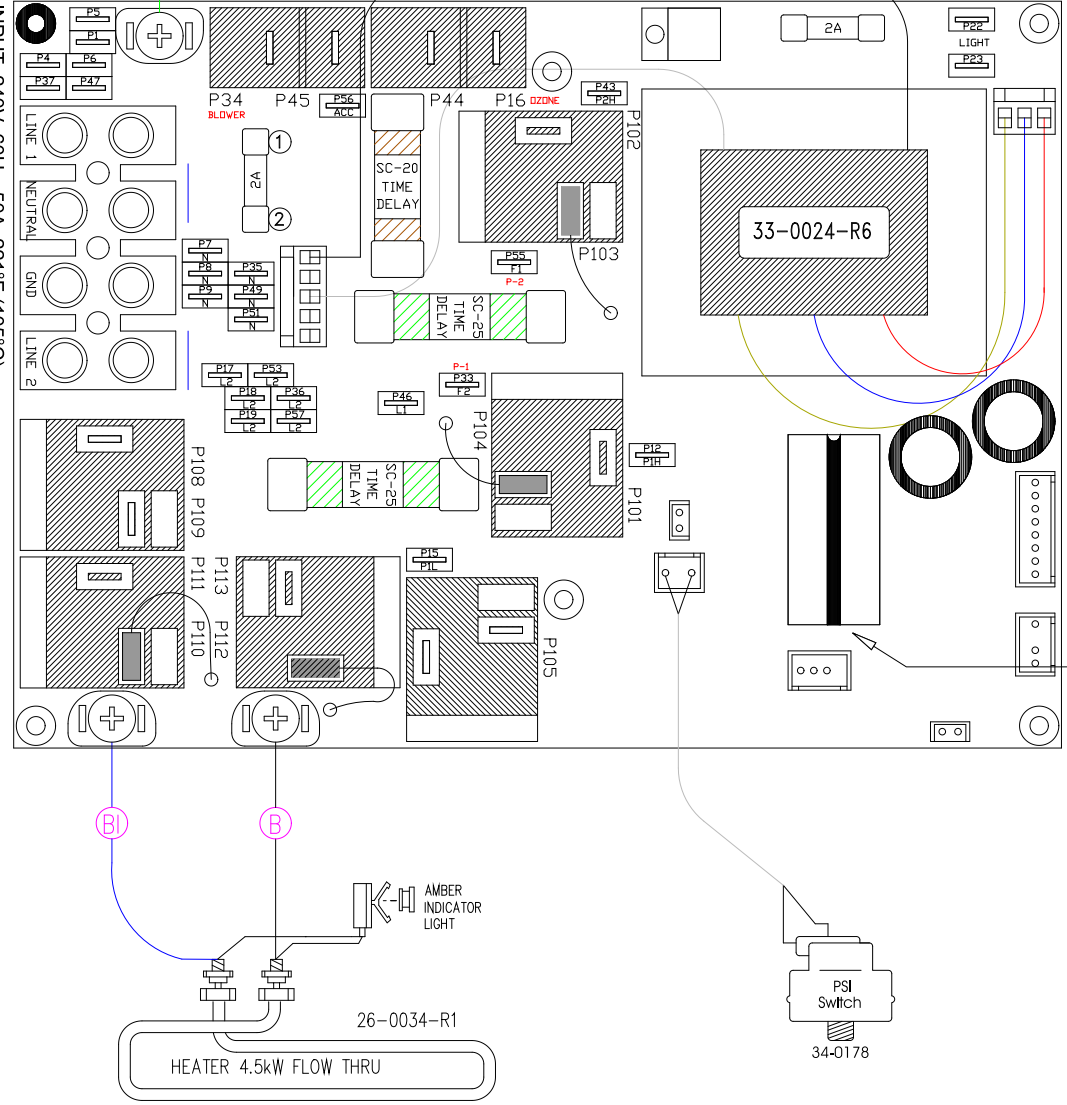 P5
P1
P4
P6
P37
P47
P34
BLOWER
P45
P56
ACC
P44
P16
OZONE
P43
P2H
P102
2A
P22
LIGHT
P23
LINE 1
NEUTRAL
GND
LINE 2
2A
1
2
SC-20
TIME
DELAY
P103
33-0024-R6
P7
N
P8
N
P9
N
P35
N
P49
N
P51
N
P55
F1
P-2
SC-25
TIME
DELAY
P17
L2
P53
L2
P18
L2
P36
L2
P19
L2
P57
L2
P46
L1
P-1
P33
F2
P104
P12
P1H
P101
P108
P109
SC-25
TIME
DELAY
P15
P1L
P111
P110
P113
P112
P105
BI
B
AMBER
INDICATOR
LIGHT
26-0034-R1
HEATER 4.5kW FLOW THRU
PSI
Switch
34-0178